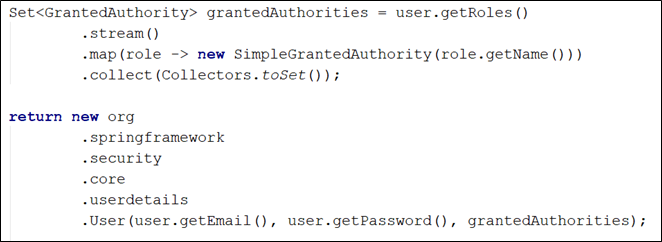 Set<GrantedAuthority> grantedAuthorities = user.getRoles()
        .stream()
        .map(role -> new SimpleGrantedAuthority(role.getName()))
        .collect(Collectors.toSet());

return new org
        .springframework
        .security
        .core
        .userdetails
        .User(user.getEmail(), user.getPassword(), grantedAuthorities);